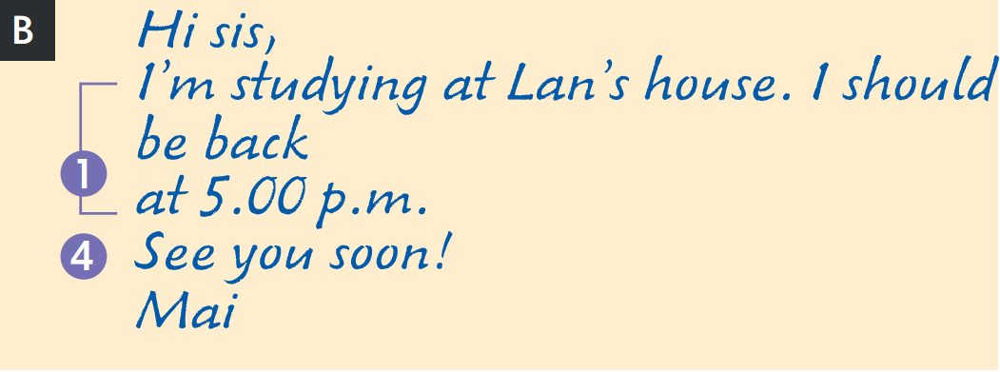 B
Hi sis,
I'm studying at Lan's house. I should
be back
1
at 5.00 p.m.
4 See you soon!
Mai